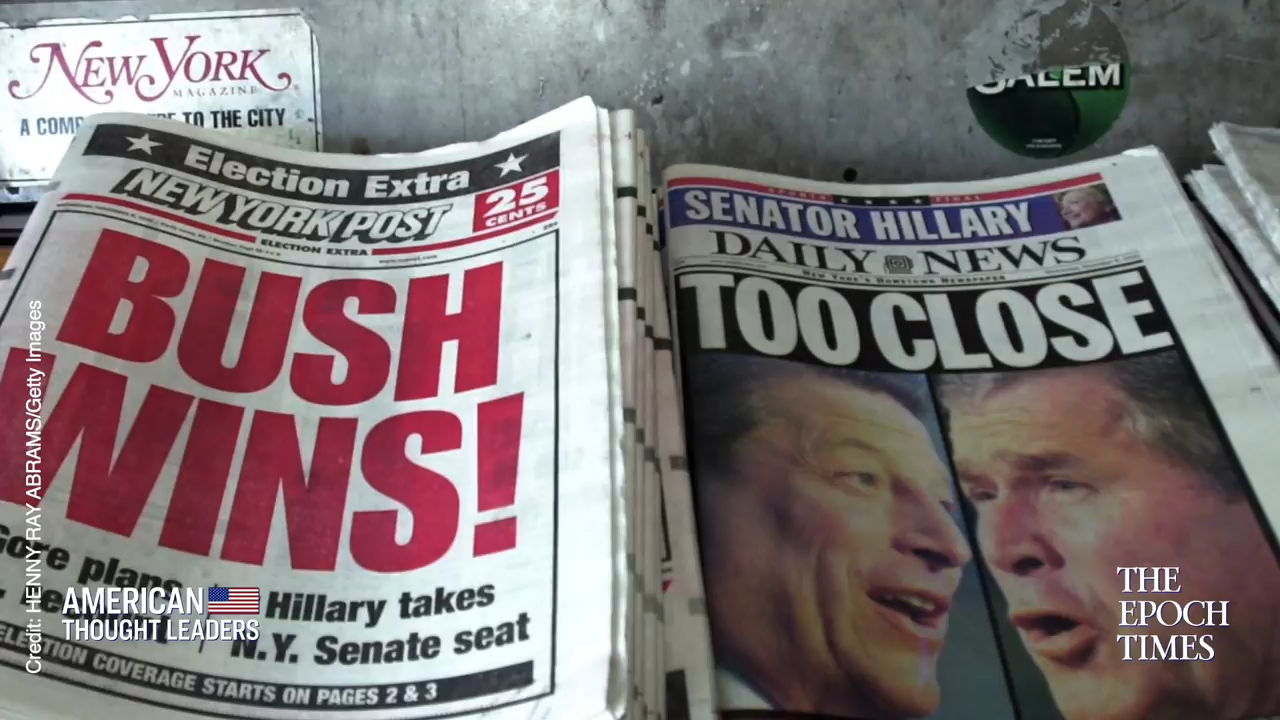 NEW YORK
MAGAZINE
TO THE CITY
SALEM
Election Extra
NEW YORK POST
25
CENTS
ELECTION EXTRA
BUSH
WINS!
Gore plans
Hillary takes
N.Y. Senate seat
ELECTION COVERAGE STARTS ON PAGES 2 & 3
SPORTS FINAL
SENATOR HILLARY
DAILY NEWS
NEW YORK'S HOMETOWN NEWSPAPER
TOO CLOSE
Credit: HENNY RAY ABRAMS/Getty Images
AMERICAN
THOUGHT LEADERS
THE
EPOCH
TIMES